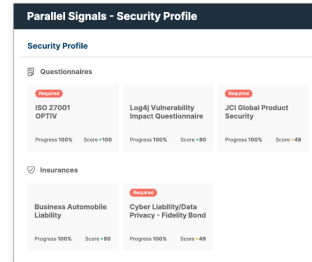 Parallel Signals - Security Profile
Security Profile
Questionnaires
Required
ISO 27001
OPTIV
Progress 100% Score +100
Log4j Vulnerability
Impact Questionnaire
Progress 100% Score +80
Required
JCI Global Product
Security
Progress 100% Score +49
Insurances
Business Automobile
Liability
Progress 100% Score +80
Required
Cyber Liability/Data
Privacy - Fidelity Bond
Progress 100% Score +49